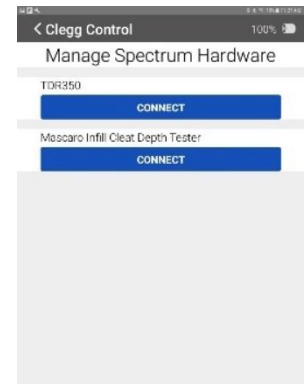 < Clegg Control 100%
Manage Spectrum Hardware
TDR350
CONNECT
Mascaro Infill Cleat Depth Tester
CONNECT